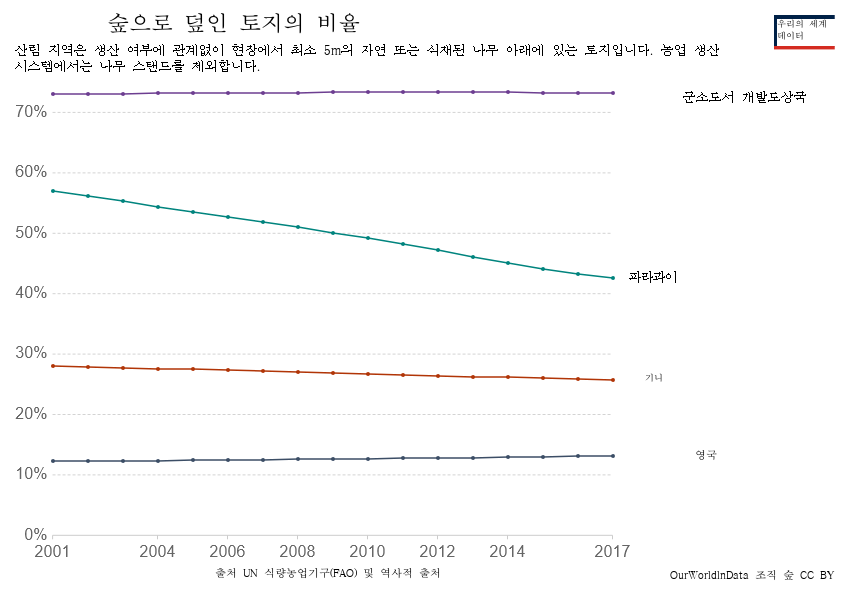 숲으로 덮인 토지의 비율
우리의 세계
데이터
산림 지역은 생산 여부에 관계없이 현장에서 최소 5m의 자연 또는 식재된 나무 아래에 있는 토지입니다. 농업 생산
시스템에서는 나무 스탠드를 제외합니다.
군소도서 개발도상국
70%
60%
50%
파라과이
40%
30%
기니
20%
영국
10%
0%
2001 2004 2006 2008 2010 2012 2014 2017
출처 UN 식량농업기구(FAO) 및 역사적 출처
OurWorldInData 조직 숲 CC BY